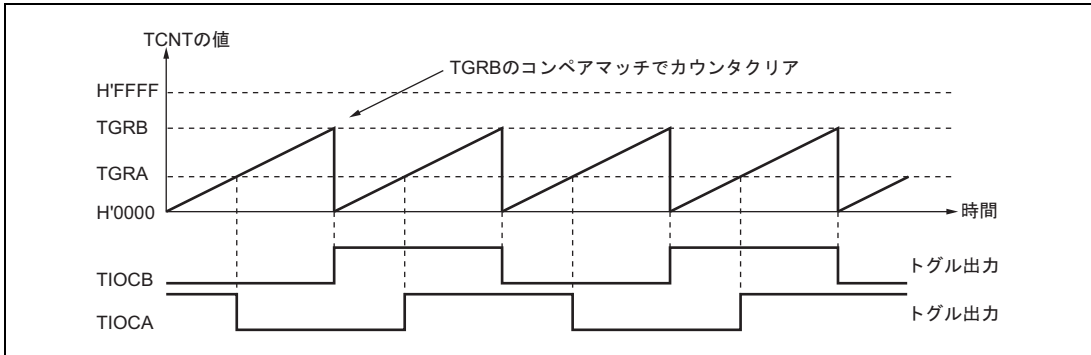 TCNTの値
TGRBのコンペアマッチでカウンタクリア
H'FFFF
TGRB
TGRA
H'0000
時間
TIOCB
トグル出力
TIOCA
トグル出力